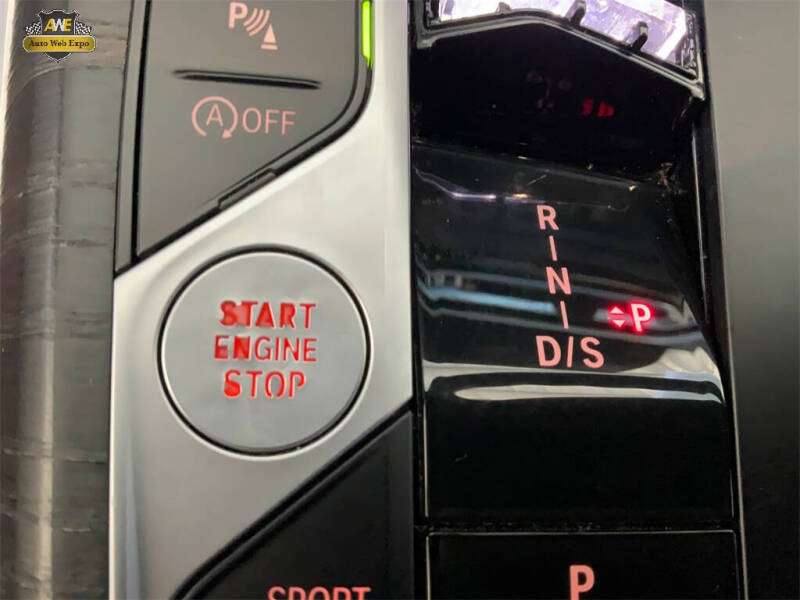 AWE
Auto Web Expo
P
A OFF
START
ENGINE
STOP
R
N
D/S
P
SPORT
P